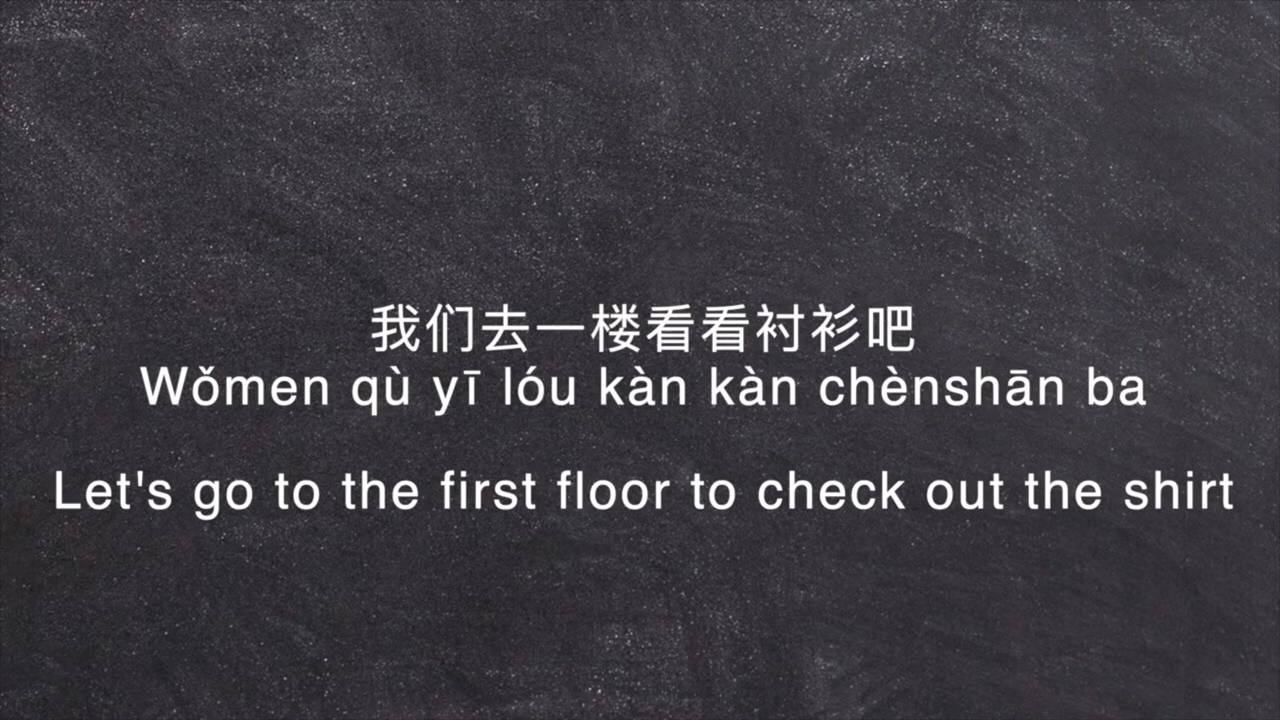 我们去一楼看看衬衫吧
Wǒmen qù yī lóu kàn kàn chènshān ba
Let's go to the first floor to check out the shirt